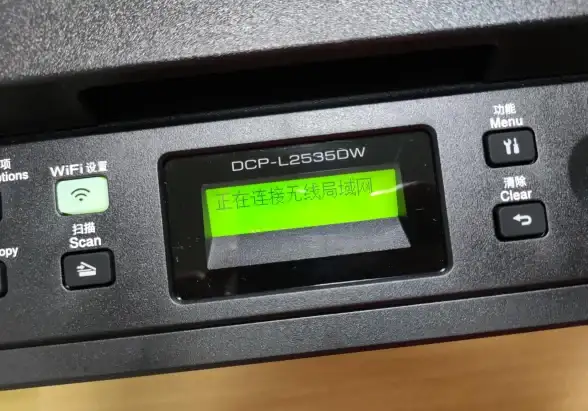 DCP-L2535DW
正在连接无线局域网
项
tions
WiFi 设置
扫描
Scan
opy
功能
Menu
清除
Clear